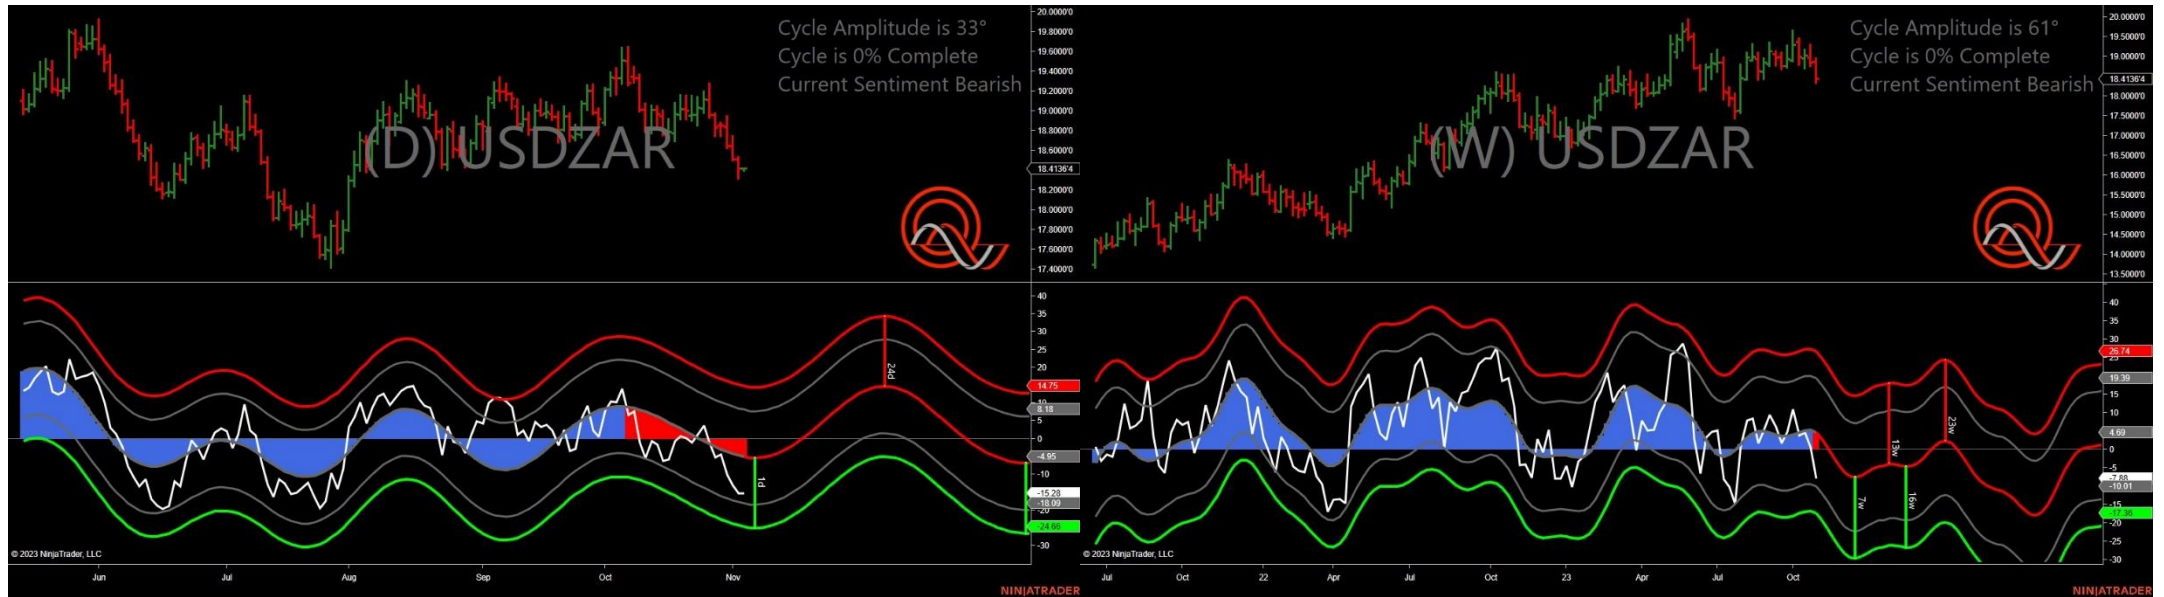 Cycle Amplitude is 33°
Cycle is 0% Complete
Current Sentiment Bearish
(D) USDZAR
20.0000'0
19.8000'0
19.6000'0
19.4000'0
19.2000'0
19.0000'0
18.8000'0
18.6000'0
18.4136'4
18.2000'0
18.0000'0
17.8000'0
17.6000'0
17.4000'0
40
35
30
25
20
14.75
10
8.18
5
0
-4.95
-10
-15.28
-18.09
-20
-24.66
-30
24d
1d
© 2023 NinjaTrader, LLC
Jun
Jul
Aug
Sep
Oct
Nov
NINJATRADER
Cycle Amplitude is 61°
Cycle is 0% Complete
Current Sentiment Bearish
(W) USDZAR
20.0000'0
19.5000'0
19.0000'0
18.4136'4
18.0000'0
17.5000'0
17.0000'0
16.5000'0
16.0000'0
15.5000'0
15.0000'0
14.5000'0
14.0000'0
13.5000'0
40
35
30
26.74
25
19.39
15
10
4.69
0
-5
-7.88
-10.01
-15
-17.36
-20
-25
-30
13w
23w
7w
16w
© 2023 NinjaTrader, LLC
Jul
Oct
22
Apr
Jul
Oct
23
Apr
Jul
Oct
NINJATRADER